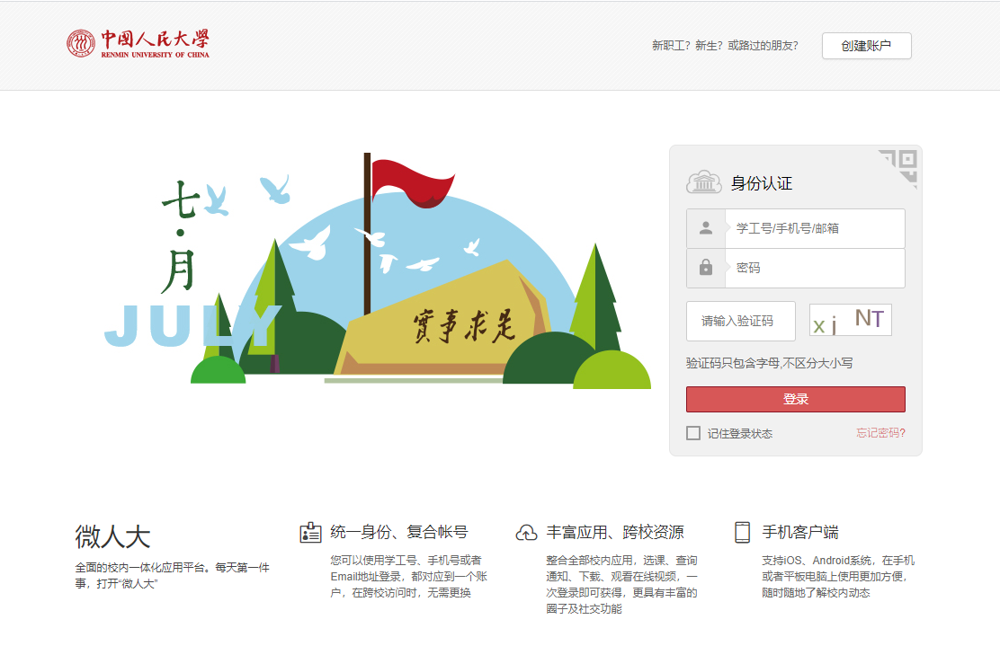 中国人民大学
RENMIN UNIVERSITY OF CHINA
新职工？新生？或路过的朋友？
创建账户
七·月
JULY
實事求是
身份认证
学工号/手机号/邮箱
密码
请输入验证码
xj NT
验证码只包含字母,不区分大小写
登录
记住登录状态
忘记密码?
微人大
全面的校内一体化应用平台。每天第一件
事，打开“微人大”
统一身份、复合帐号
您可以使用学工号、手机号或者
Email地址登录，都对应到一个账
户，在跨校访问时，无需更换
丰富应用、跨校资源
整合全部校内应用，选课、查询
通知、下载、观看在线视频，一
次登录即可获得，更具有丰富的
圈子及社交功能
手机客户端
支持iOS、Android系统，在手机
或者平板电脑上使用更加方便，
随时随地了解校内动态